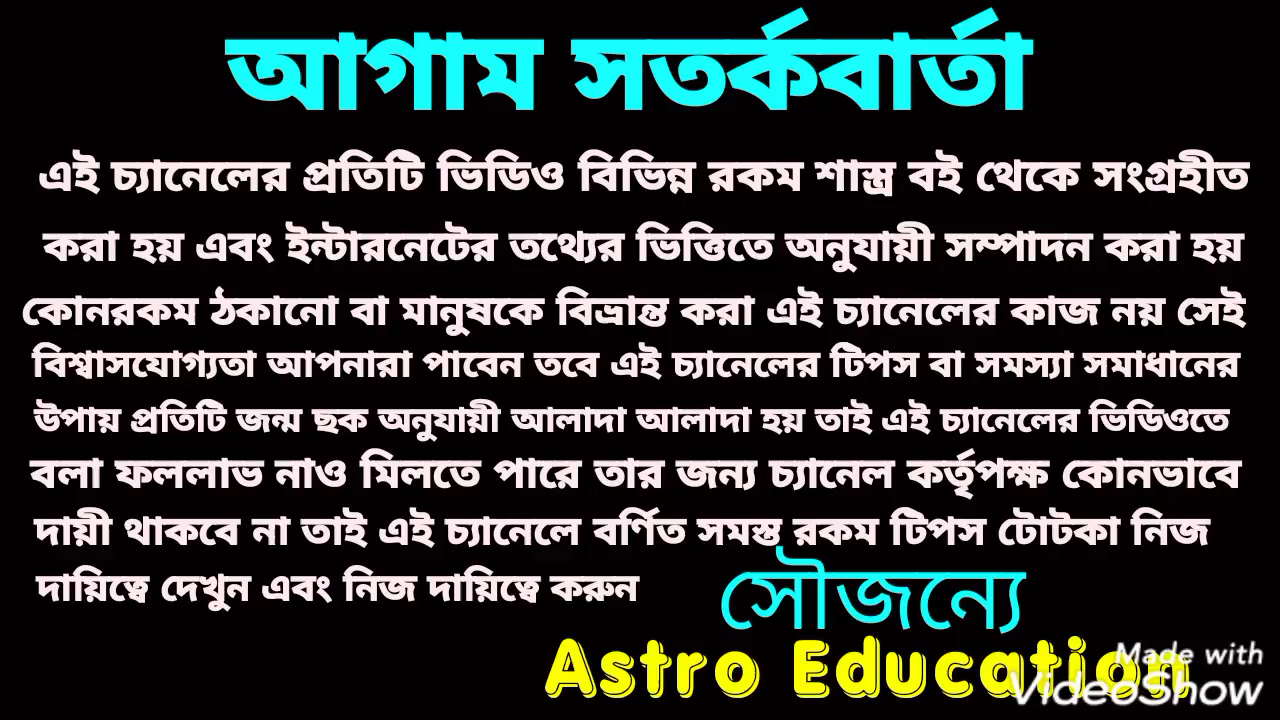 আগাম সতর্কবার্তা
এই চ্যানেলের প্রতিটি ভিডিও বিভিন্ন রকম শাস্ত্র বই থেকে সংগ্রহীত
করা হয় এবং ইন্টারনেটের তথ্যের ভিত্তিতে অনুযায়ী সম্পাদন করা হয়
কোনরকম ঠকানো বা মানুষকে বিভ্রান্ত করা এই চ্যানেলের কাজ নয় সেই
বিশ্বাসযোগ্যতা আপনারা পাবেন তবে এই চ্যানেলের টিপস বা সমস্যা সমাধানের
উপায় প্রতিটি জন্ম ছক অনুযায়ী আলাদা আলাদা হয় তাই এই চ্যানেলের ভিডিওতে
বলা ফললাভ নাও মিলতে পারে তার জন্য চ্যানেল কর্তৃপক্ষ কোনভাবে
দায়ী থাকবে না তাই এই চ্যানেলে বর্ণিত সমস্ত রকম টিপস টোটকা নিজ
দায়িত্বে দেখুন এবং নিজ দায়িত্বে করুন
সৌজন্যে
Astro Education
Made with
VideoShow